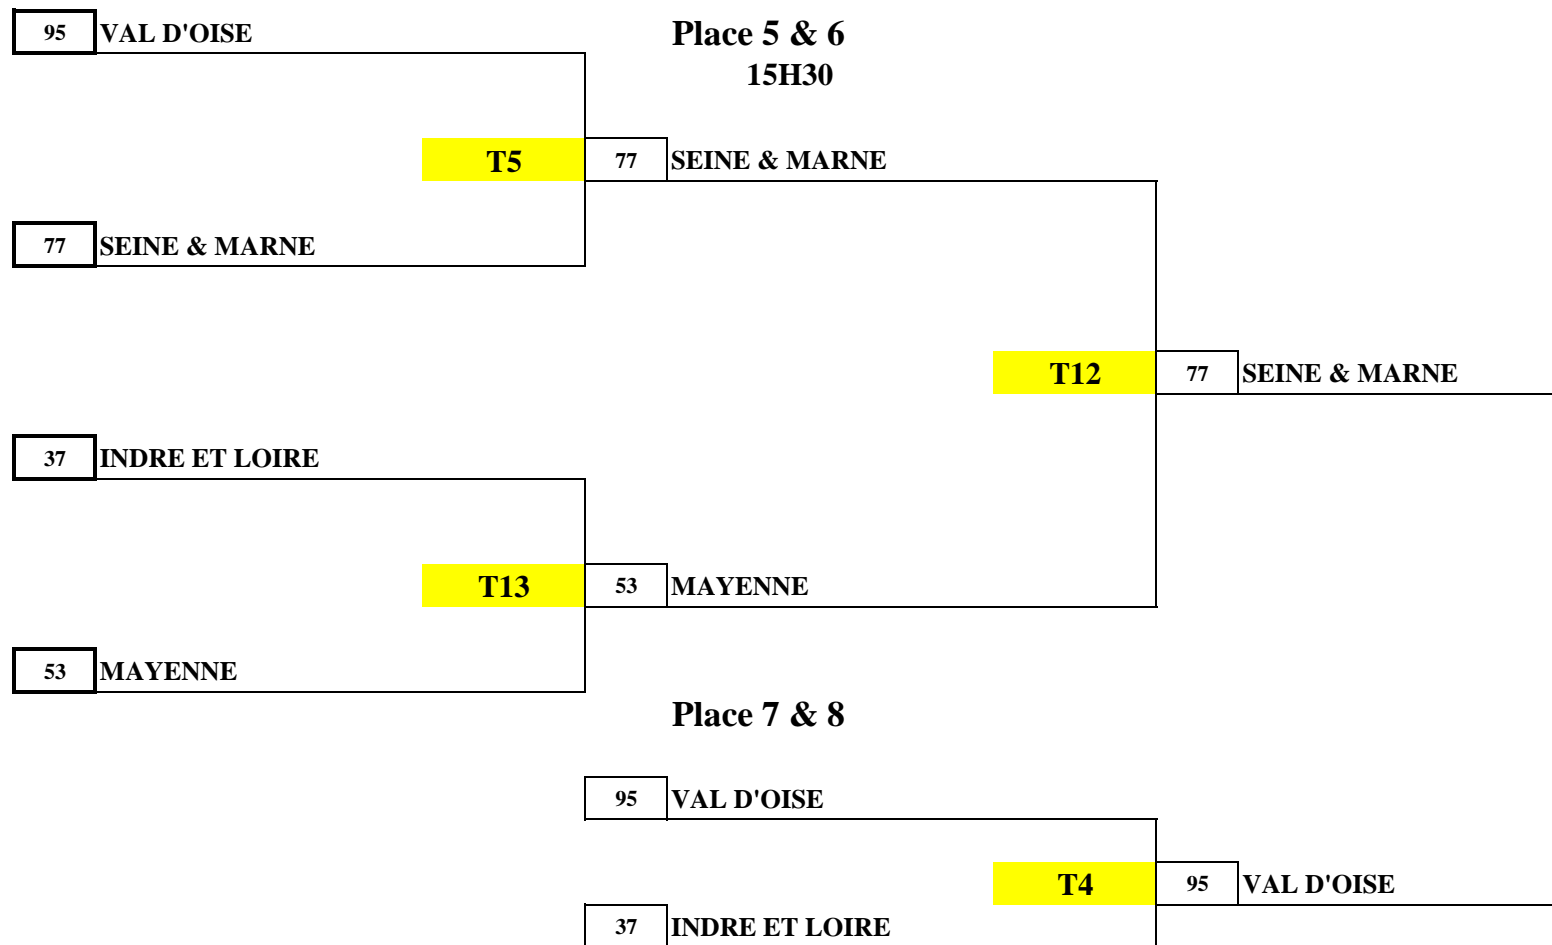 95 VAL D'OISE
Place 5 & 6
15H30
T5 77 SEINE & MARNE
77 SEINE & MARNE
T12 77 SEINE & MARNE
37 INDRE ET LOIRE
T13 53 MAYENNE
53 MAYENNE
Place 7 & 8
95 VAL D'OISE
T4 95 VAL D'OISE
37 INDRE ET LOIRE